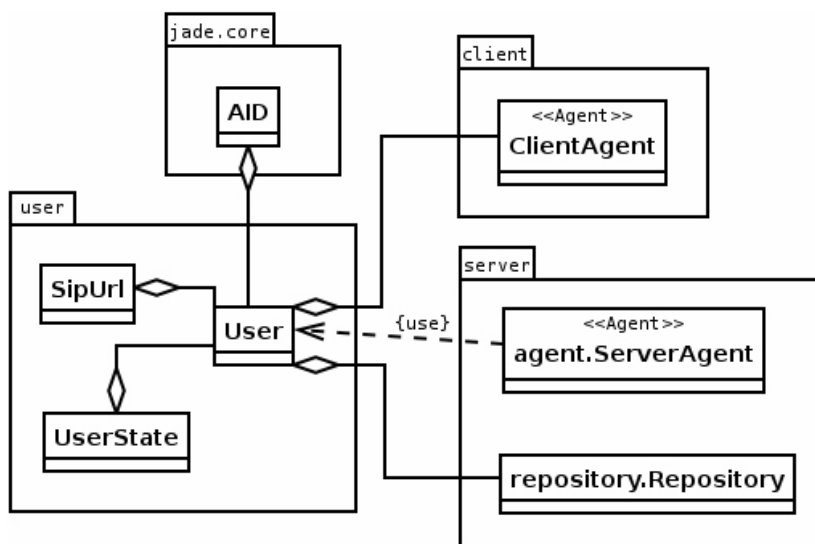 jade.core
AID
client
<<Agent>>
ClientAgent
user
SipUrl
User
UserState
{use}
server
<<Agent>>
agent.ServerAgent
repository.Repository